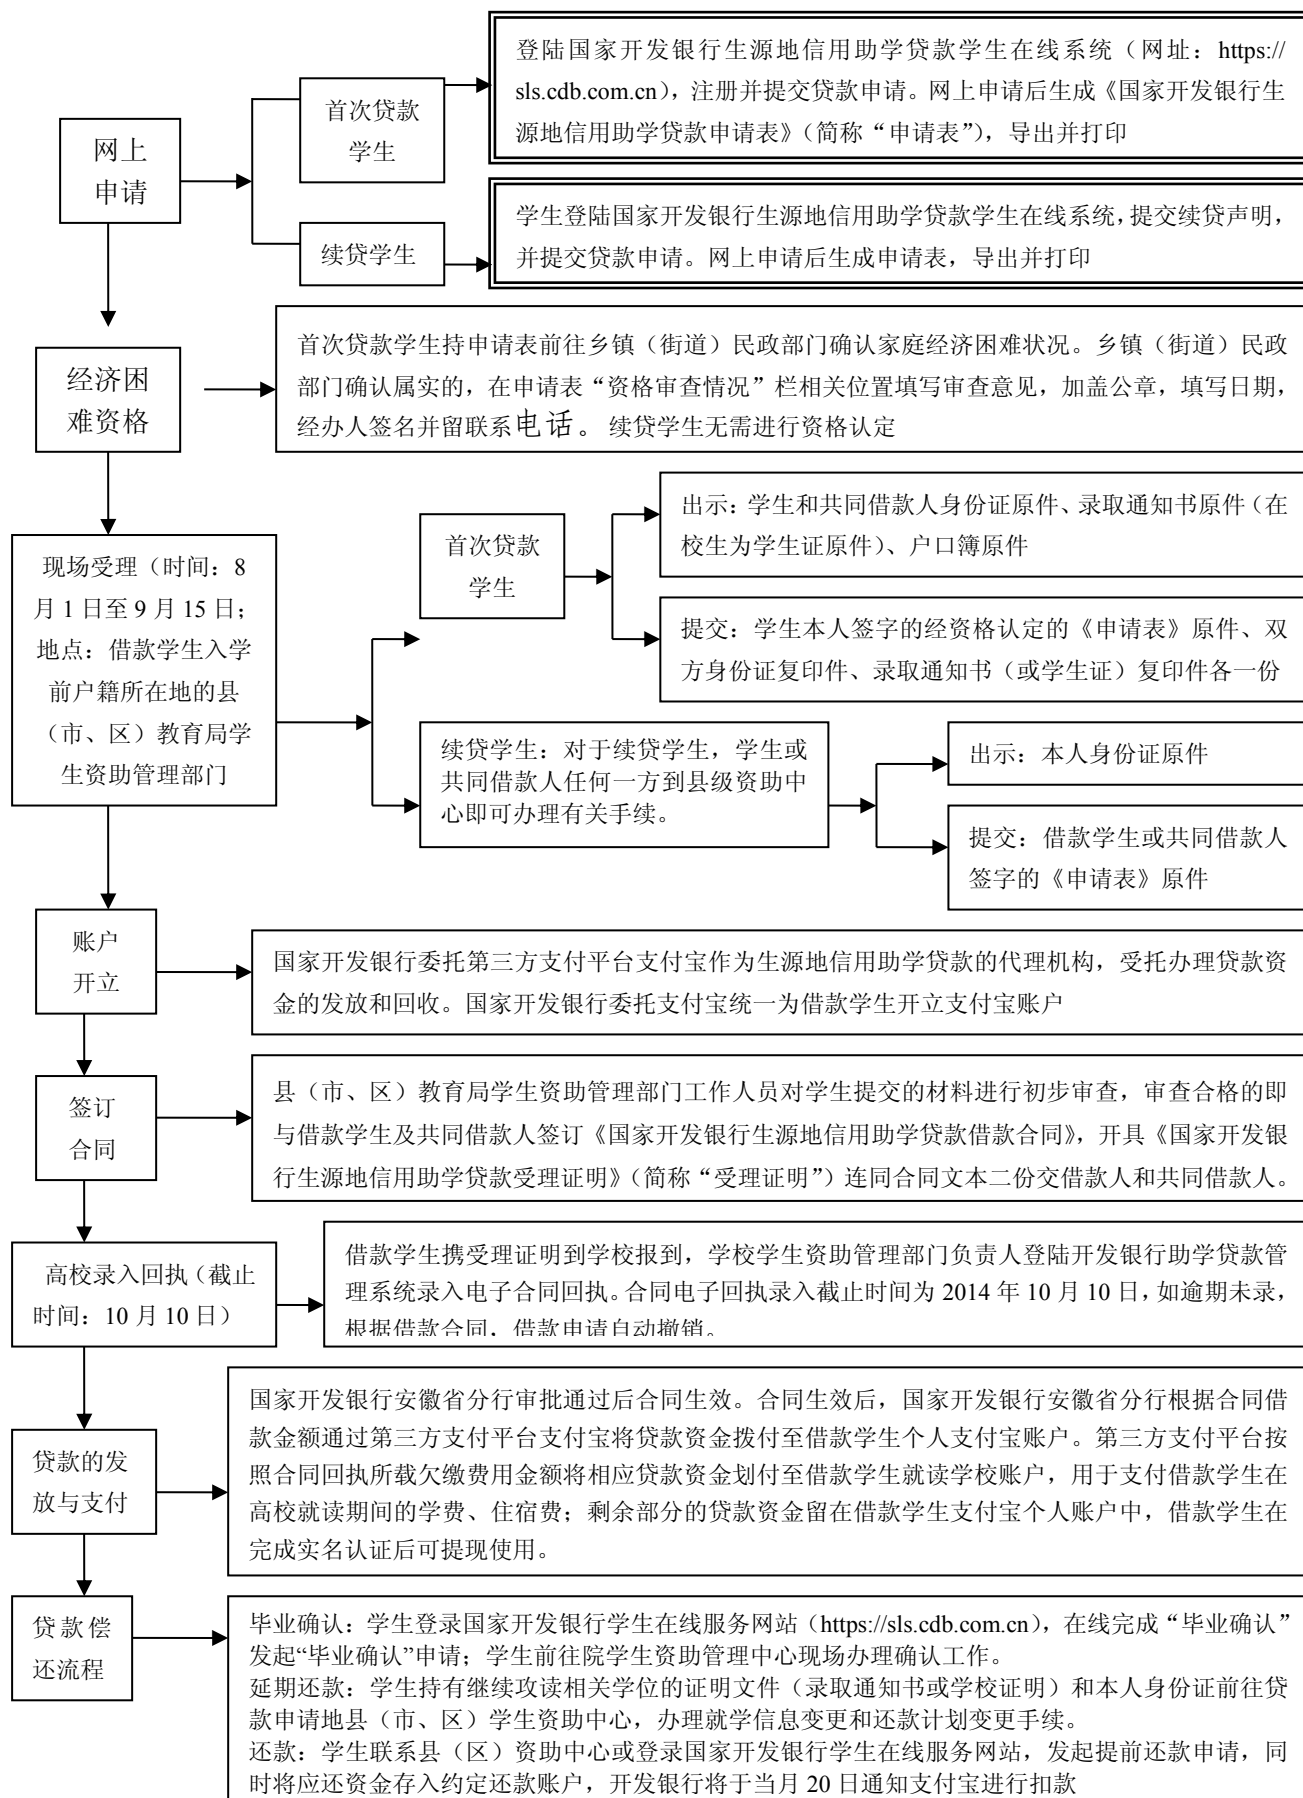 登陆国家开发银行生源地信用助学贷款学生在线系统（网址：https://
sls.cdb.com.cn），注册并提交贷款申请。网上申请后生成《国家开发银行生
源地信用助学贷款申请表》（简称“申请表”），导出并打印
首次贷款
学生
网上
申请
学生登陆国家开发银行生源地信用助学贷款学生在线系统，提交续贷声明，
并提交贷款申请。网上申请后生成申请表，导出并打印
续贷学生
首次贷款学生持申请表前往乡镇（街道）民政部门确认家庭经济困难状况。乡镇（街道）民政
部门确认属实的，在申请表“资格审查情况”栏相关位置填写审查意见，加盖公章，填写日期，
经办人签名并留联系电话。 续贷学生无需进行资格认定
经济困
难资格
出示：学生和共同借款人身份证原件、录取通知书原件（在
校生为学生证原件）、户口簿原件
首次贷款
学生
提交：学生本人签字的经资格认定的《申请表》原件、双
方身份证复印件、录取通知书（或学生证）复印件各一份
现场受理（时间：8
月 1 日至 9 月 15 日；
地点：借款学生入学
前户籍所在地的县
（市、区）教育局学
生资助管理部门
续贷学生：对于续贷学生，学生或
共同借款人任何一方到县级资助中
心即可办理有关手续。
出示：本人身份证原件
提交：借款学生或共同借款人
签字的《申请表》原件
账户
开立
国家开发银行委托第三方支付平台支付宝作为生源地信用助学贷款的代理机构，受托办理贷款资
金的发放和回收。国家开发银行委托支付宝统一为借款学生开立支付宝账户
签订
合同
县（市、区）教育局学生资助管理部门工作人员对学生提交的材料进行初步审查，审查合格的即
与借款学生及共同借款人签订《国家开发银行生源地信用助学贷款借款合同》，开具《国家开发银
行生源地信用助学贷款受理证明》（简称“受理证明”）连同合同文本二份交借款人和共同借款人。
高校录入回执（截止
时间：10 月 10 日）
借款学生携受理证明到学校报到，学校学生资助管理部门负责人登陆开发银行助学贷款管
理系统录入电子合同回执。合同电子回执录入截止时间为 2014 年 10 月 10 日，如逾期未录，
根据借款合同，借款申请自动撤销。
贷款的发
放与支付
国家开发银行安徽省分行审批通过后合同生效。合同生效后，国家开发银行安徽省分行根据合同借
款金额通过第三方支付平台支付宝将贷款资金拨付至借款学生个人支付宝账户。第三方支付平台按
照合同回执所载欠缴费用金额将相应贷款资金划付至借款学生就读学校账户，用于支付借款学生在
高校就读期间的学费、住宿费；剩余部分的贷款资金留在借款学生支付宝个人账户中，借款学生在
完成实名认证后可提现使用。
贷款偿
还流程
毕业确认：学生登录国家开发银行学生在线服务网站（https://sls.cdb.com.cn），在线完成“毕业确认”
发起“毕业确认”申请；学生前往院学生资助管理中心现场办理确认工作。
延期还款：学生持有继续攻读相关学位的证明文件（录取通知书或学校证明）和本人身份证前往贷
款申请地县（市、区）学生资助中心，办理就学信息变更和还款计划变更手续。
还款：学生联系县（区）资助中心或登录国家开发银行学生在线服务网站，发起提前还款申请，同
时将应还资金存入约定还款账户，开发银行将于当月 20 日通知支付宝进行扣款